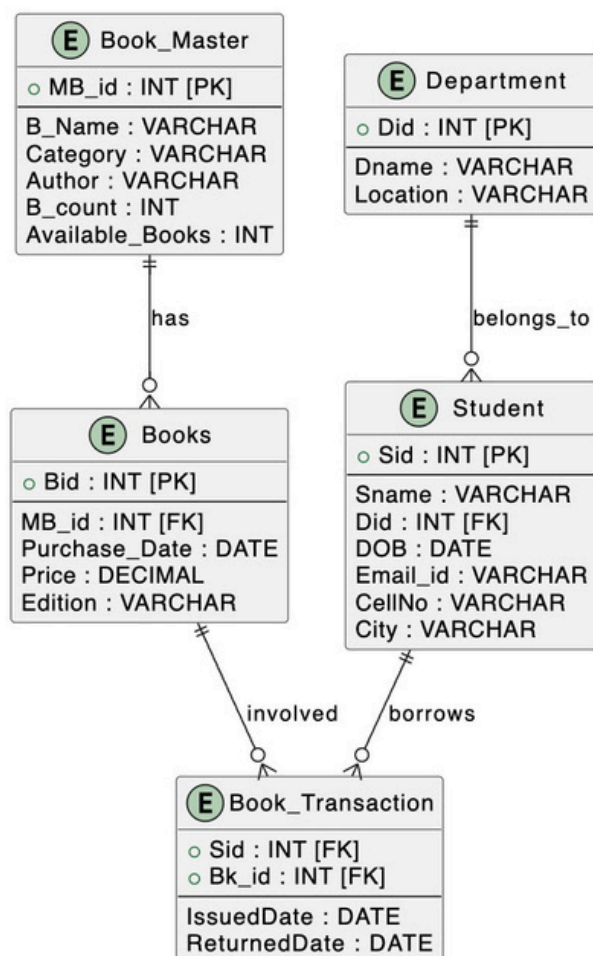 E Book_Master
MB_id : INT [PK]
B_Name : VARCHAR
Category : VARCHAR
Author : VARCHAR
B_count : INT
Available_Books : INT
E Department
Did : INT [PK]
Dname : VARCHAR
Location : VARCHAR
has
belongs_to
E Books
Bid : INT [PK]
MB_id : INT [FK]
Purchase_Date : DATE
Price : DECIMAL
Edition : VARCHAR
E Student
Sid : INT [PK]
Sname : VARCHAR
Did : INT [FK]
DOB : DATE
Email_id : VARCHAR
CellNo : VARCHAR
City : VARCHAR
involved
borrows
E Book_Transaction
Sid : INT [FK]
Bk_id : INT [FK]
IssuedDate : DATE
ReturnedDate : DATE